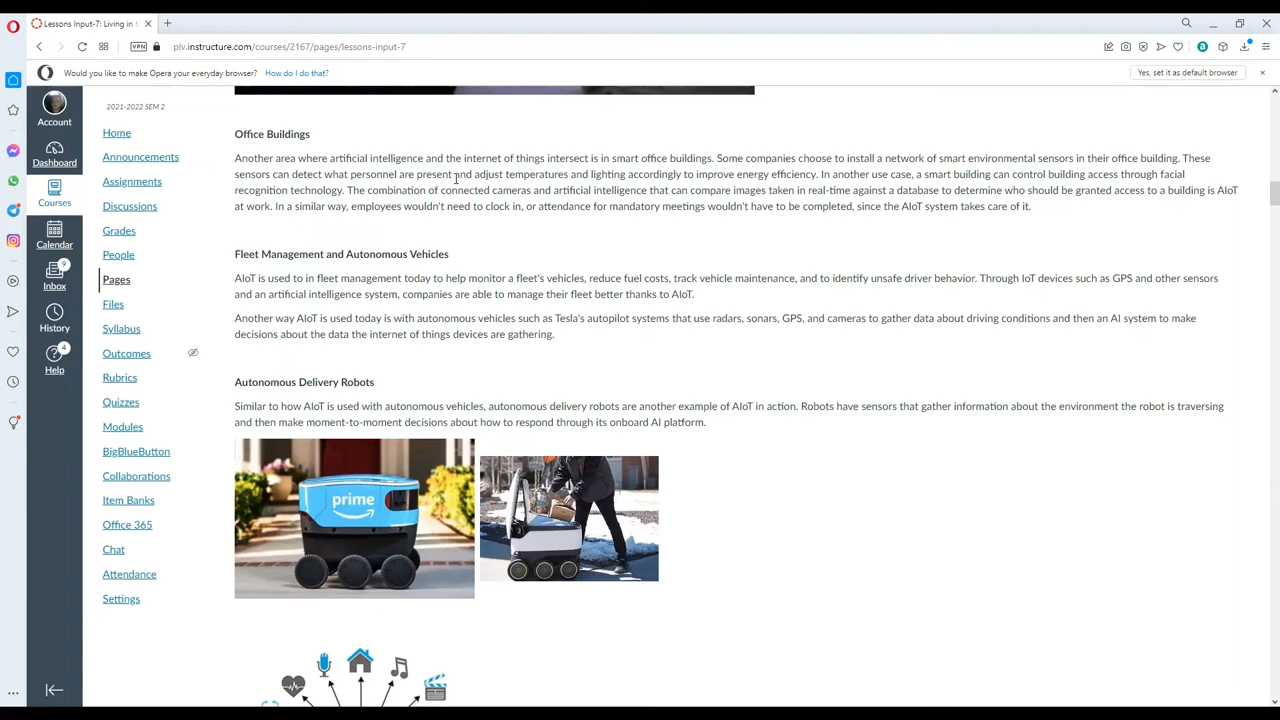 Lessons Input-7: Living in t
VPN
plv.instructure.com/courses/2167/pages/lessons-input-7
Would you like to make Opera your everyday browser? How do I do that?
Yes, set it as default browser
Account
Dashboard
Courses
Calendar
9
Inbox
History
4
Help
2021-2022 SEM 2
Home
Announcements
Assignments
Discussions
Grades
People
Pages
Files
Syllabus
Outcomes
Rubrics
Quizzes
Modules
BigBlueButton
Collaborations
Item Banks
Office 365
Chat
Attendance
Settings
Office Buildings
Another area where artificial intelligence and the internet of things intersect is in smart office buildings. Some companies choose to install a network of smart environmental sensors in their office building. These
sensors can detect what personnel are present and adjust temperatures and lighting accordingly to improve energy efficiency. In another use case, a smart building can control building access through facial
recognition technology. The combination of connected cameras and artificial intelligence that can compare images taken in real-time against a database to determine who should be granted access to a building is AIoT
at work. In a similar way, employees wouldn't need to clock in, or attendance for mandatory meetings wouldn't have to be completed, since the AIoT system takes care of it.
Fleet Management and Autonomous Vehicles
AIoT is used to in fleet management today to help monitor a fleet's vehicles, reduce fuel costs, track vehicle maintenance, and to identify unsafe driver behavior. Through IoT devices such as GPS and other sensors
and an artificial intelligence system, companies are able to manage their fleet better thanks to AIoT.
Another way AIoT is used today is with autonomous vehicles such as Tesla's autopilot systems that use radars, sonars, GPS, and cameras to gather data about driving conditions and then an AI system to make
decisions about the data the internet of things devices are gathering.
Autonomous Delivery Robots
Similar to how AIoT is used with autonomous vehicles, autonomous delivery robots are another example of AIoT in action. Robots have sensors that gather information about the environment the robot is traversing
and then make moment-to-moment decisions about how to respond through its onboard AI platform.
prime